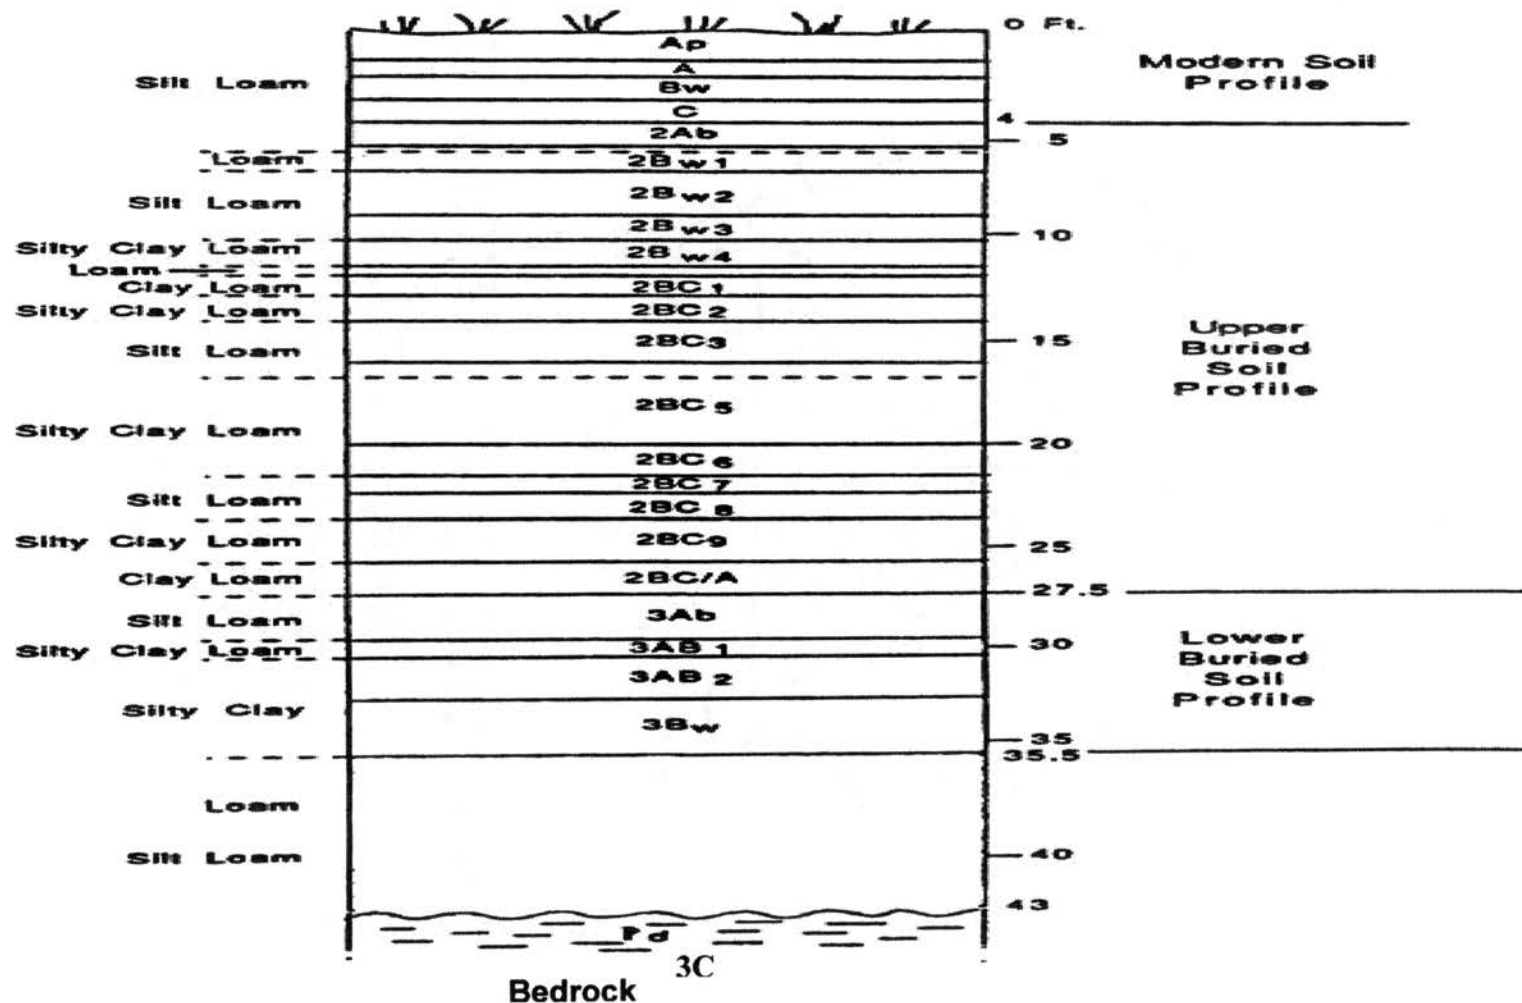 0 Ft.
Ap
A
Bw
C
2Ab
2Bw1
2Bw2
2Bw3
2Bw4
2BC1
2BC2
2BC3
2BC5
2BC6
2BC7
2BC8
2BC9
2BC/A
3Ab
3AB1
3AB2
3Bw
Pd
3C
Bedrock
Silt Loam
Loam
Silt Loam
Silty Clay Loam
Loam
Clay Loam
Silty Clay Loam
Silt Loam
Silty Clay Loam
Silt Loam
Silty Clay Loam
Clay Loam
Silt Loam
Silty Clay Loam
Silty Clay
Loam
Silt Loam
4
5
10
15
20
25
27.5
30
35
35.5
40
43
Modern Soil
Profile
Upper
Buried
Soil
Profile
Lower
Buried
Soil
Profile